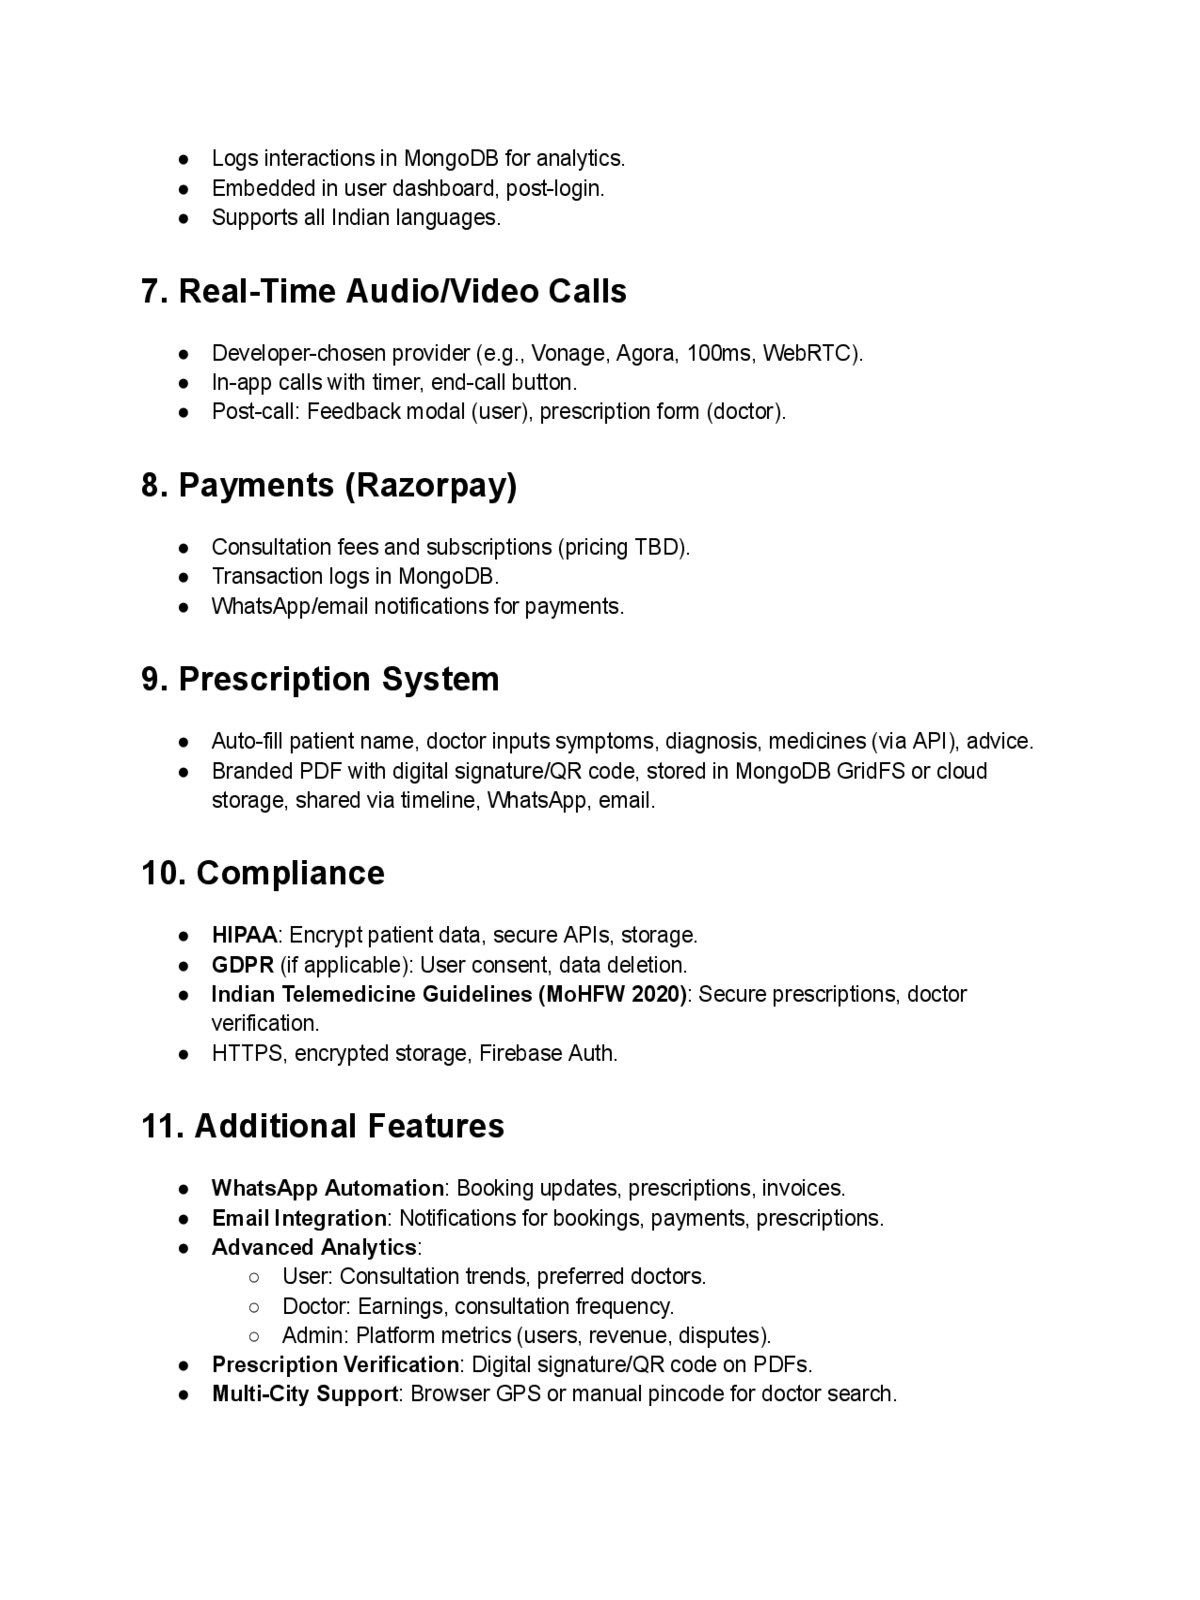 ● Logs interactions in MongoDB for analytics.
● Embedded in user dashboard, post-login.
● Supports all Indian languages.
7. Real-Time Audio/Video Calls
● Developer-chosen provider (e.g., Vonage, Agora, 100ms, WebRTC).
● In-app calls with timer, end-call button.
● Post-call: Feedback modal (user), prescription form (doctor).
8. Payments (Razorpay)
● Consultation fees and subscriptions (pricing TBD).
● Transaction logs in MongoDB.
● WhatsApp/email notifications for payments.
9. Prescription System
● Auto-fill patient name, doctor inputs symptoms, diagnosis, medicines (via API), advice.
● Branded PDF with digital signature/QR code, stored in MongoDB GridFS or cloud
storage, shared via timeline, WhatsApp, email.
10. Compliance
● HIPAA: Encrypt patient data, secure APIs, storage.
● GDPR (if applicable): User consent, data deletion.
● Indian Telemedicine Guidelines (MoHFW 2020): Secure prescriptions, doctor
verification.
● HTTPS, encrypted storage, Firebase Auth.
11. Additional Features
● WhatsApp Automation: Booking updates, prescriptions, invoices.
● Email Integration: Notifications for bookings, payments, prescriptions.
● Advanced Analytics:
○ User: Consultation trends, preferred doctors.
○ Doctor: Earnings, consultation frequency.
○ Admin: Platform metrics (users, revenue, disputes).
● Prescription Verification: Digital signature/QR code on PDFs.
● Multi-City Support: Browser GPS or manual pincode for doctor search.